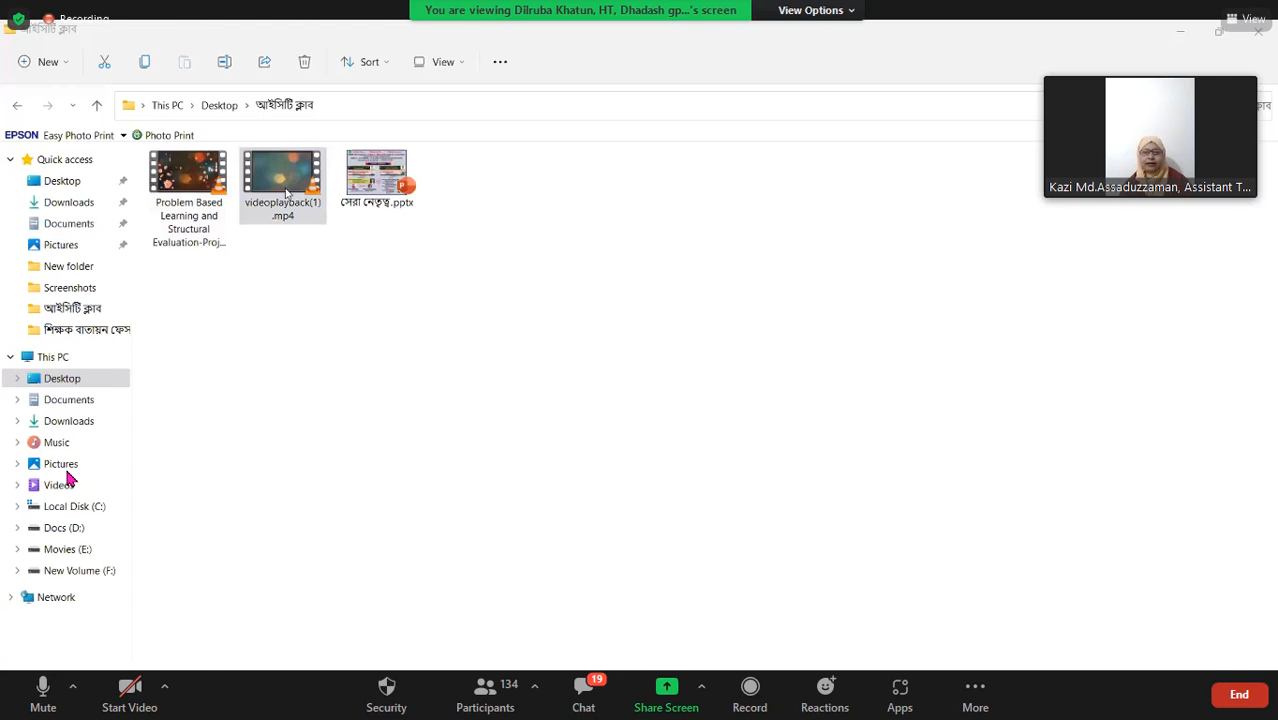 Recording
You are viewing Dilruba Khatun, HT, Dhadash gp...'s screen
View Options
View
আইসিটি ক্লাব
New
Sort
View
This PC
Desktop
আইসিটি ক্লাব
EPSON Easy Photo Print
Photo Print
Kazi Md.Assaduzzaman, Assistant T...
Quick access
Desktop
Downloads
Documents
Pictures
New folder
Screenshots
আইসিটি ক্লাব
শিক্ষক বাতায়ন ফেস
This PC
Desktop
Documents
Downloads
Music
Pictures
Videos
Local Disk (C:)
Docs (D:)
Movies (E:)
New Volume (F:)
Network
Problem Based
Learning and
Structural
Evaluation-Proj...
videoplayback(1)
.mp4
সেরা নেতৃত্ব.pptx
Mute
Start Video
Security
134
Participants
19
Chat
Share Screen
Record
Reactions
Apps
More
End